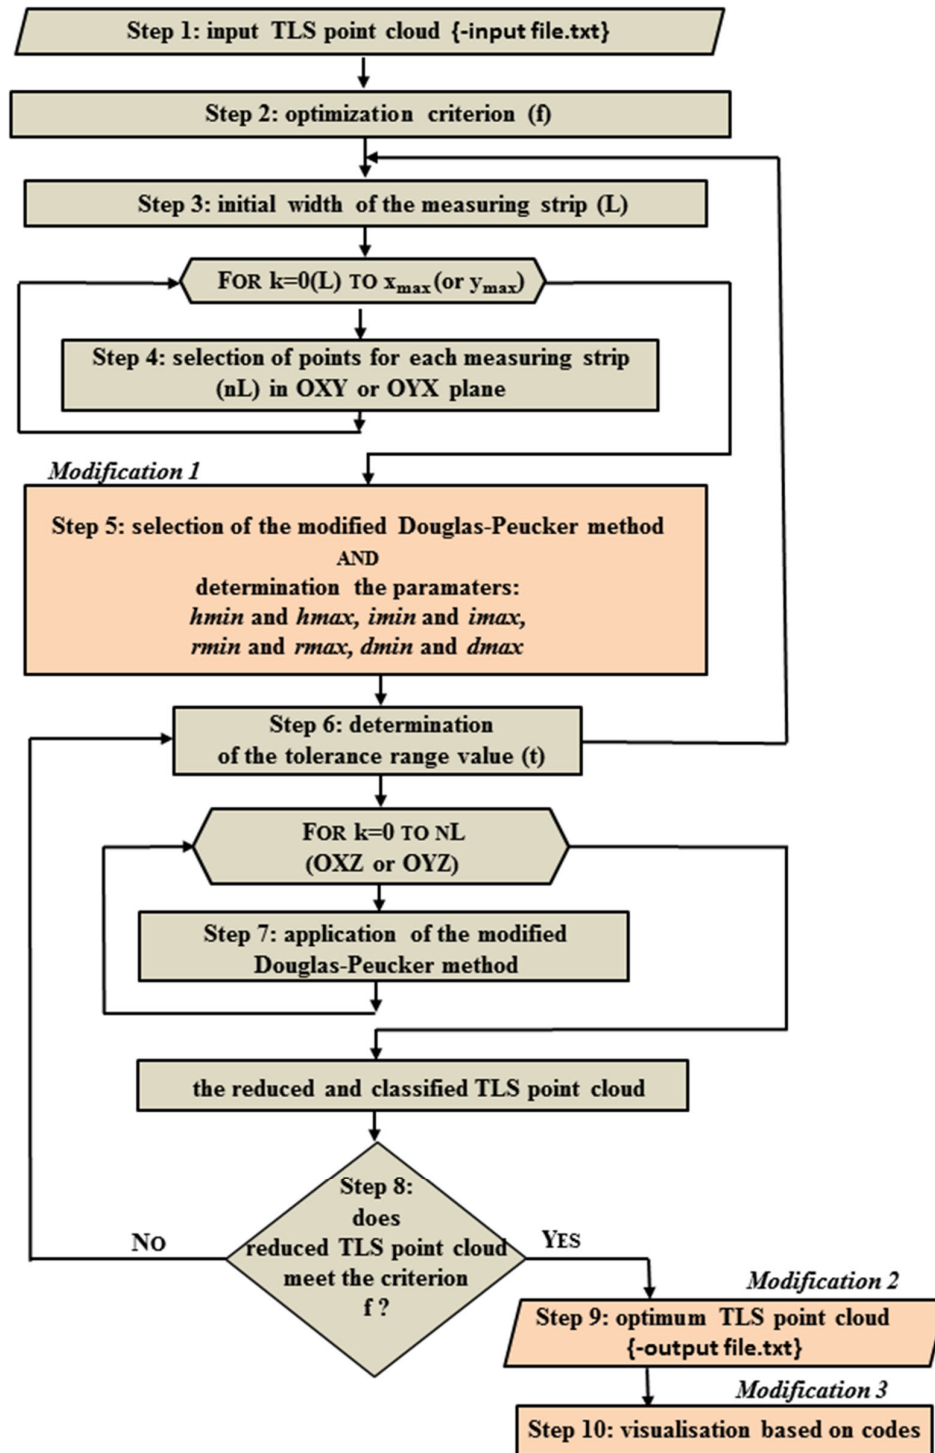 Step 1: input TLS point cloud {-input file.txt}
Step 2: optimization criterion (f)
Step 3: initial width of the measuring strip (L)
FOR k=0(L) TO xmax(or ymax)
Step 4: selection of points for each measuring strip
(nL) in OXY or OYX plane
Modification 1
Step 5: selection of the modified Douglas-Peucker method
AND
determination the paramaters:
hmin and hmax, imin and imax,
rmin and rmax, dmin and dmax
Step 6: determination
of the tolerance range value (t)
FOR k=0 TO NL
(OXZ or OYZ)
Step 7: application of the modified
Douglas-Peucker method
the reduced and classified TLS point cloud
Step 8:
does
reduced TLS point cloud
meet the criterion
f ?
NO
YES
Modification 2
Step 9: optimum TLS point cloud
{-output file.txt}
Modification 3
Step 10: visualisation based on codes